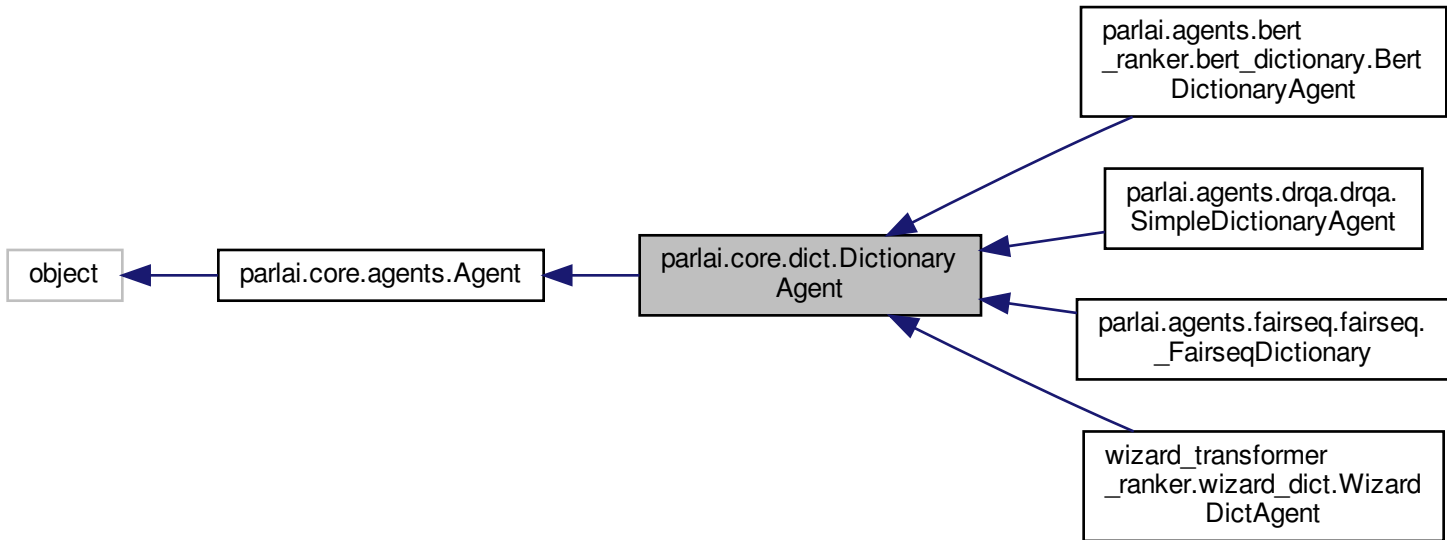 object
parlai.core.agents.Agent
parlai.core.dict.Dictionary
Agent
parlai.agents.bert
_ranker.bert_dictionary.Bert
DictionaryAgent
parlai.agents.drqa.drqa.
SimpleDictionaryAgent
parlai.agents.fairseq.fairseq.
_FairseqDictionary
wizard_transformer
_ranker.wizard_dict.Wizard
DictAgent